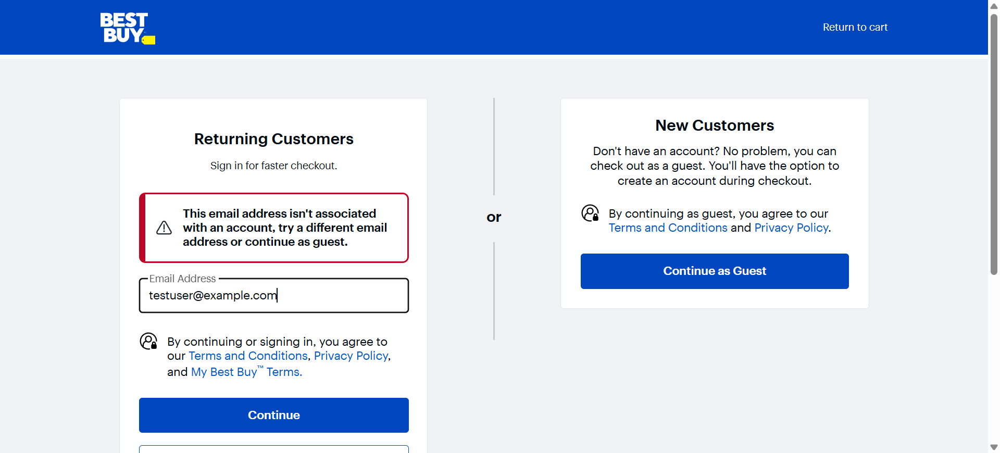 BEST
BUY
Return to cart
Returning Customers
Sign in for faster checkout.
This email address isn't associated
with an account, try a different email
address or continue as guest.
Email Address
testuser@example.com
By continuing or signing in, you agree to
our Terms and Conditions, Privacy Policy,
and My Best Buy™ Terms.
Continue
or
New Customers
Don't have an account? No problem, you can
check out as a guest. You'll have the option to
create an account during checkout.
By continuing as guest, you agree to our
Terms and Conditions and Privacy Policy.
Continue as Guest